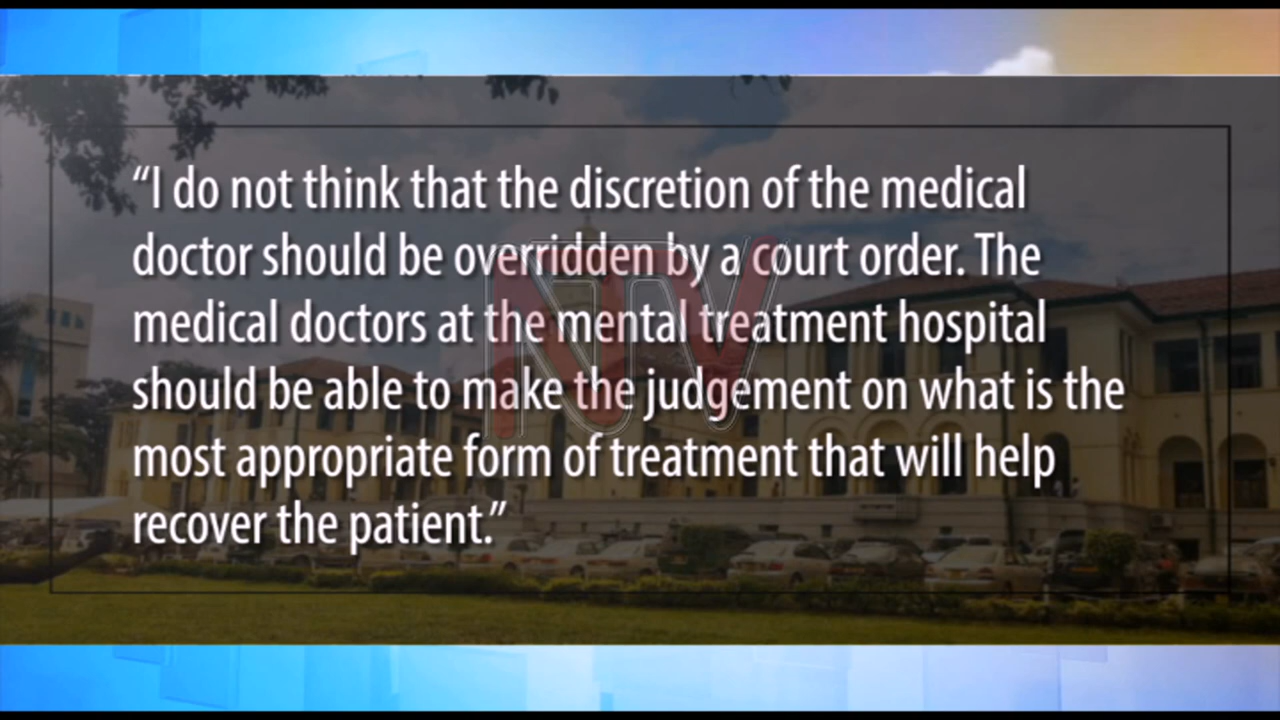 “I do not think that the discretion of the medical
doctor should be overridden by a court order. The
medical doctors at the mental treatment hospital
should be able to make the judgement on what is the
most appropriate form of treatment that will help
recover the patient.”
NTV